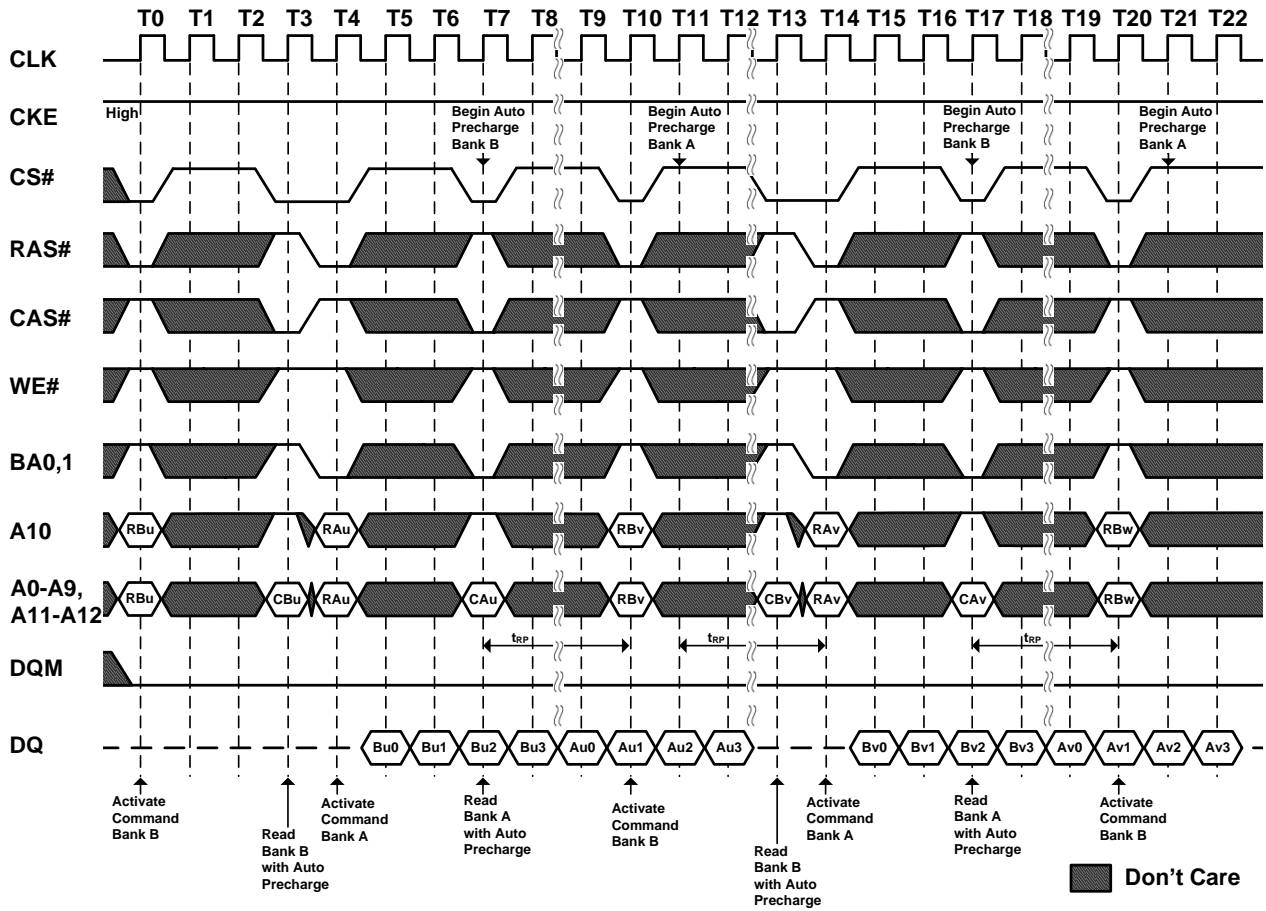 T0 T1 T2 T3 T4 T5 T6 T7 T8 T9 T10 T11 T12 T13 T14 T15 T16 T17 T18 T19 T20 T21 T22
CLK
CKE
High
Begin Auto
Precharge
Bank B
Begin Auto
Precharge
Bank A
Begin Auto
Precharge
Bank B
Begin Auto
Precharge
Bank A
CS#
RAS#
CAS#
WE#
BA0,1
A10
RBu RAu RBv RAv RBw
A0-A9,
A11-A12
RBu CBu RAu CAu RBv CBv RAv CAv RBw
tRP tRP tRP
DQM
DQ
Bu0 Bu1 Bu2 Bu3 Au0 Au1 Au2 Au3 Bv0 Bv1 Bv2 Bv3 Av0 Av1 Av2 Av3
Activate
Command
Bank B
Read
Bank B
with Auto
Precharge
Activate
Command
Bank A
Read
Bank A
with Auto
Precharge
Activate
Command
Bank B
Read
Bank B
with Auto
Precharge
Activate
Command
Bank A
Read
Bank A
with Auto
Precharge
Activate
Command
Bank B
Don't Care